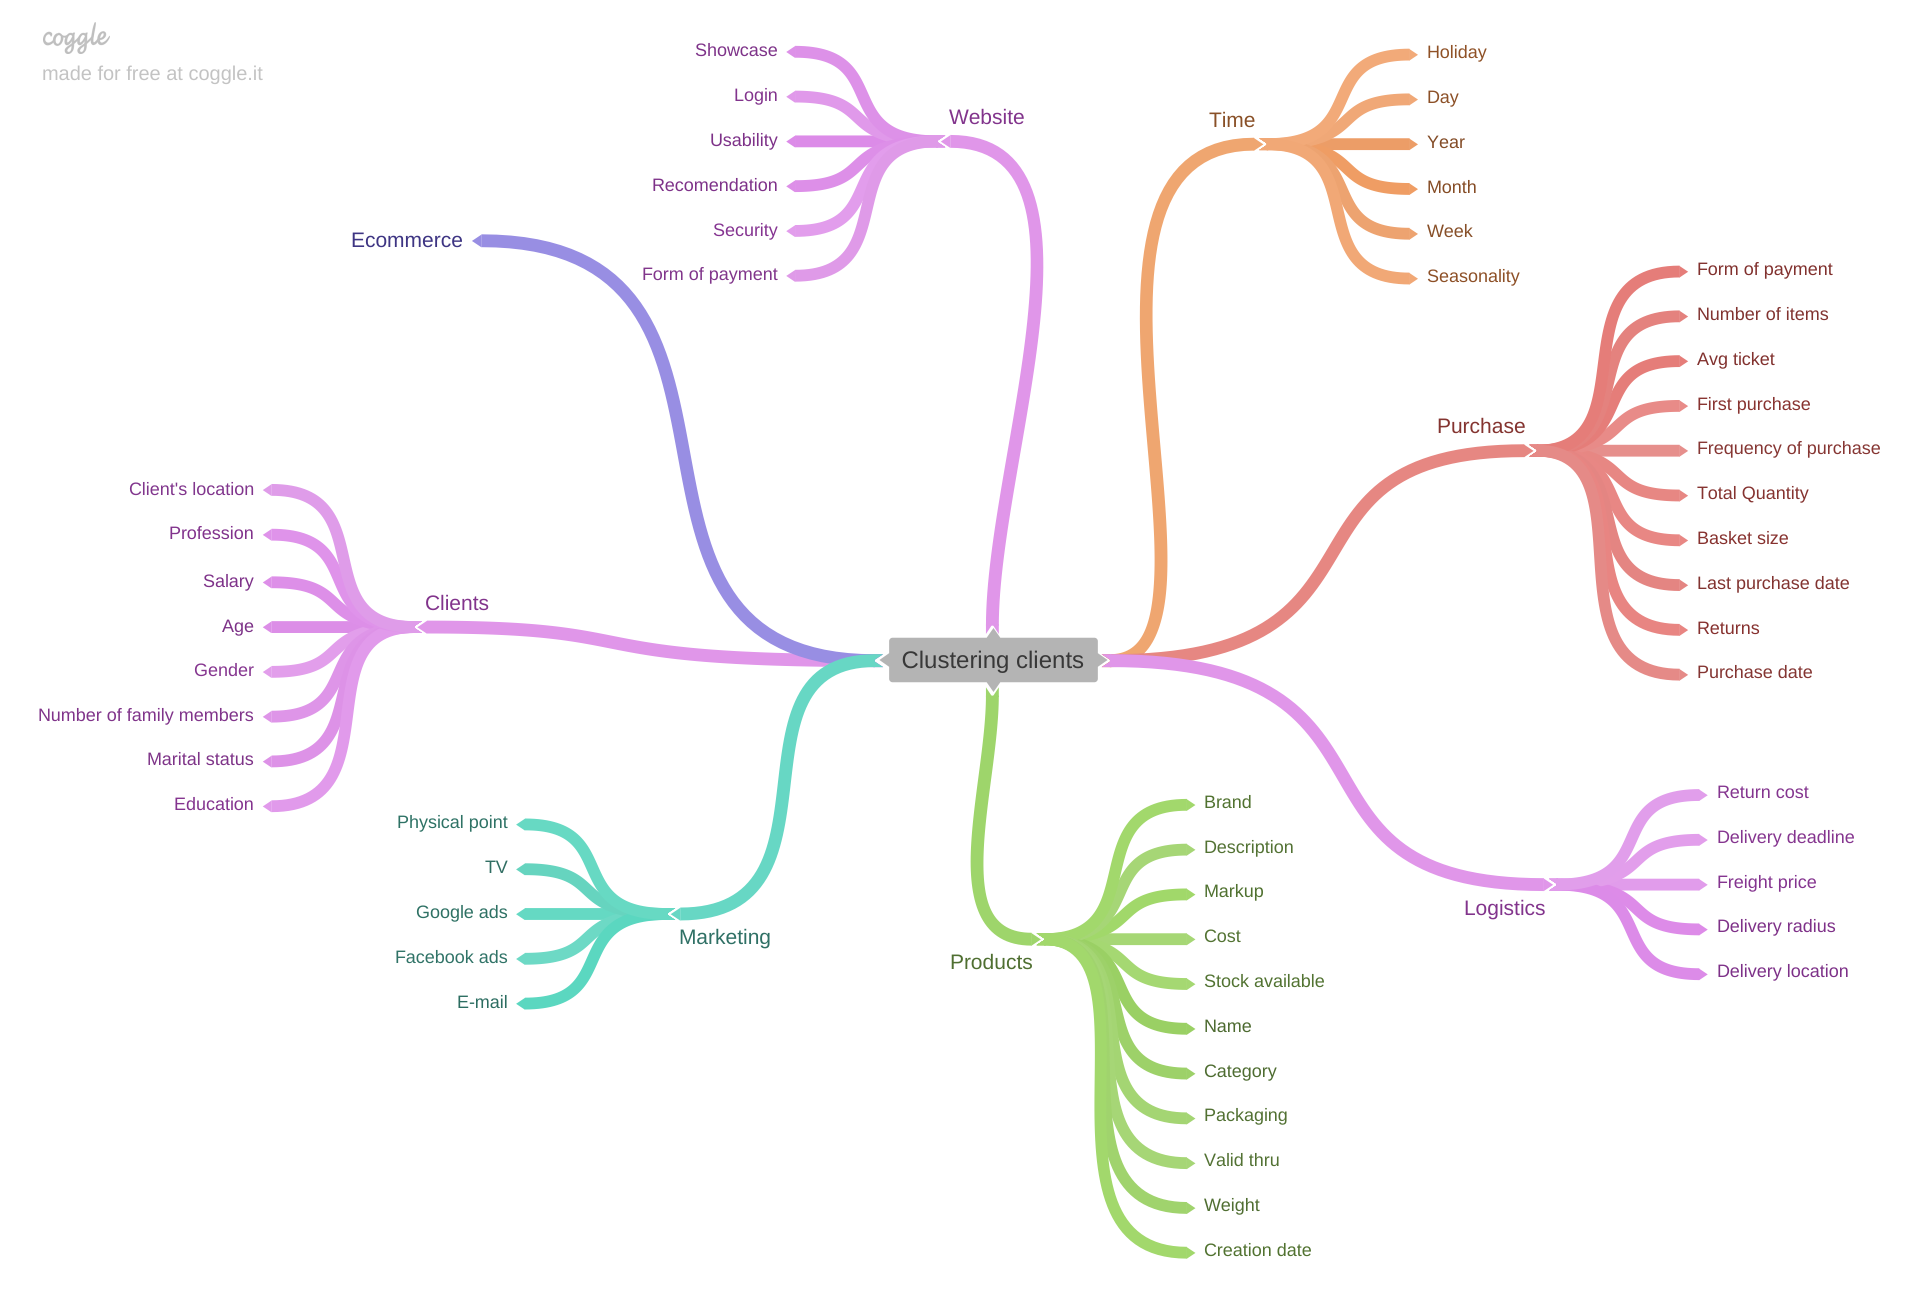 coggle
made for free at coggle.it
Clustering clients
Website
Showcase
Login
Usability
Recomendation
Security
Form of payment
Ecommerce
Clients
Client's location
Profession
Salary
Age
Gender
Number of family members
Marital status
Education
Marketing
Physical point
TV
Google ads
Facebook ads
E-mail
Time
Holiday
Day
Year
Month
Week
Seasonality
Purchase
Form of payment
Number of items
Avg ticket
First purchase
Frequency of purchase
Total Quantity
Basket size
Last purchase date
Returns
Purchase date
Logistics
Return cost
Delivery deadline
Freight price
Delivery radius
Delivery location
Products
Brand
Description
Markup
Cost
Stock available
Name
Category
Packaging
Valid thru
Weight
Creation date